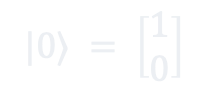 |0⟩ = [1 0]